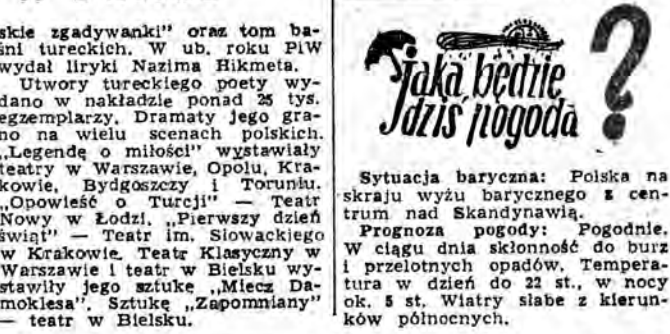 skie zgadywanki” oraz tom ba-
śni tureckich. W ub. roku PIW
wydał liryki Nazima Hikmeta.
Utwory tureckiego poety wy-
dano w nakładzie ponad 25 tys.
egzemplarzy. Dramaty jego gra-
no na wielu scenach polskich.
„Legendę o miłości” wystawiały
teatry w Warszawie, Opolu, Kra-
kowie, Bydgoszczy i Toruniu.
„Opowieść o Turcji” — Teatr
Nowy w Łodzi. „Pierwszy dzień
świąt” — Teatr im. Słowackiego
w Krakowie. Teatr Klasyczny w
Warszawie i teatr w Bielsku wy-
stawiły jego sztukę „Miecz Da-
moklesa”. Sztukę „Zapomniany”
— teatr w Bielsku.
jaka będzie
dziś pogoda ?
Sytuacja baryczna: Polska na
skraju wyżu barycznego z cen-
trum nad Skandynawią.
Prognoza pogody: Pogodnie.
W ciągu dnia skłonność do burz
i przelotnych opadów. Tempera-
tura w dzień do 22 st., w nocy
ok. 5 st. Wiatry słabe z kierun-
ków północnych.